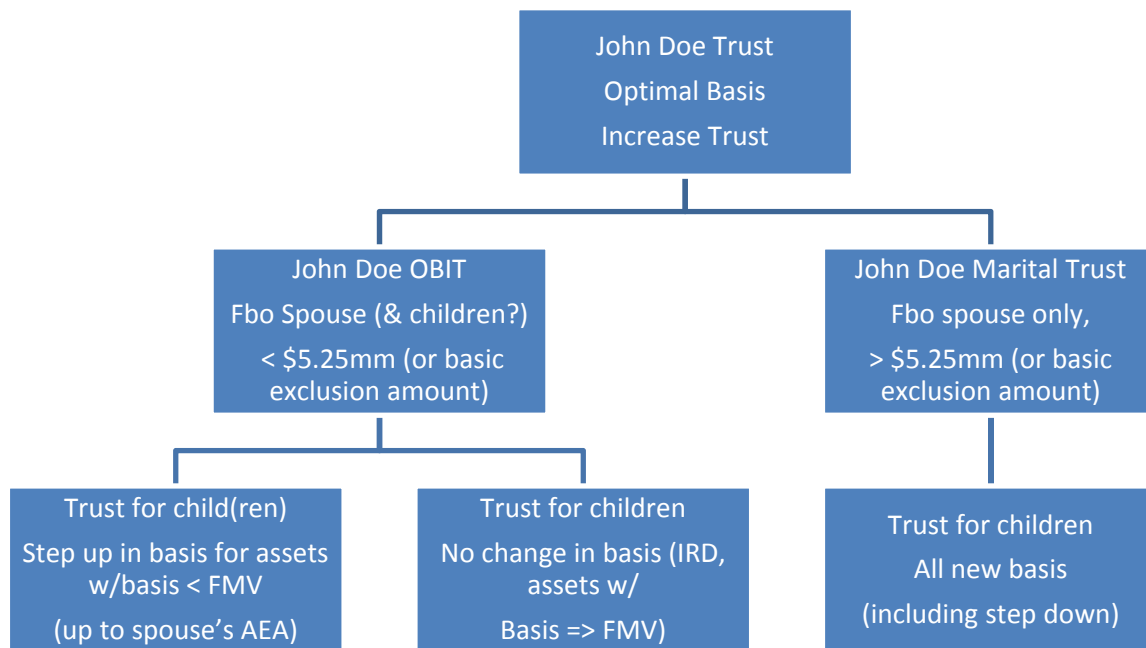 John Doe Trust
Optimal Basis
Increase Trust
John Doe OBIT
Fbo Spouse (& children?)
< $5.25mm (or basic
exclusion amount)
John Doe Marital Trust
Fbo spouse only,
> $5.25mm (or basic
exclusion amount)
Trust for child(ren)
Step up in basis for assets
w/basis < FMV
(up to spouse’s AEA)
Trust for children
No change in basis (IRD,
assets w/
Basis => FMV)
Trust for children
All new basis
(including step down)